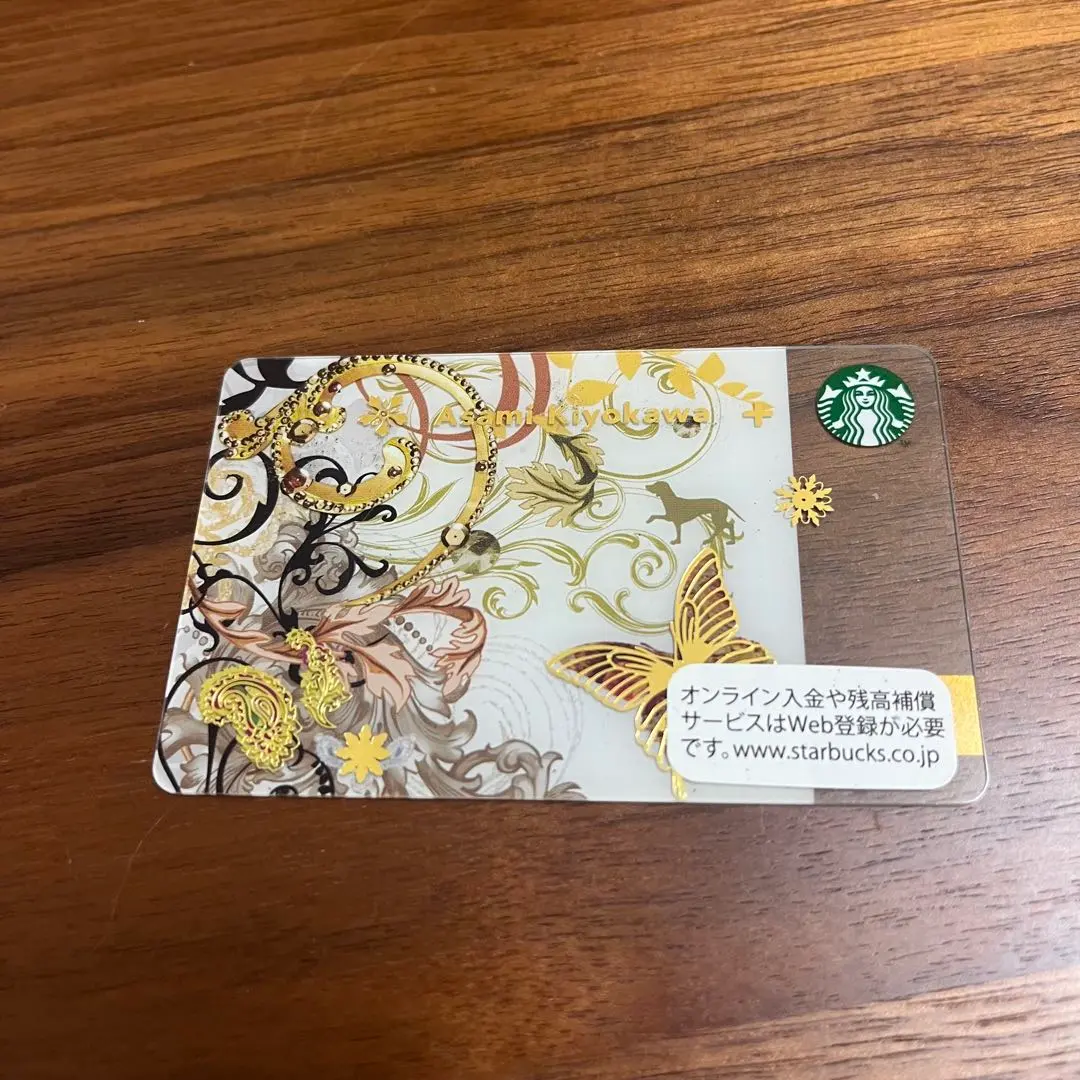 Asami Kiyokawa +
オンライン入金や残高補償
サービスはWeb登録が必要
です。www.starbucks.co.jp